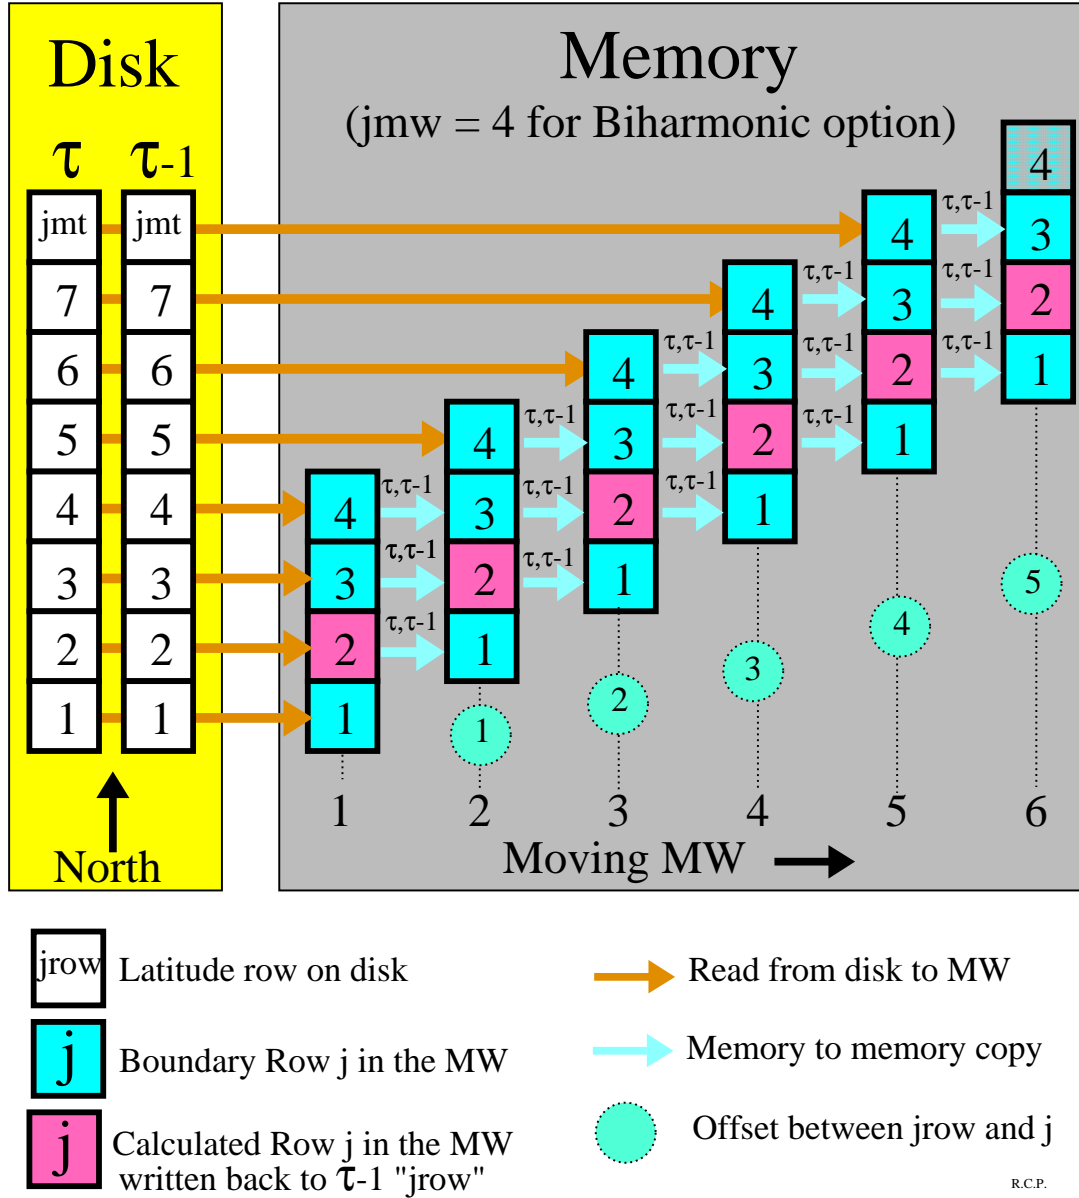 Disk
Memory
(jmw = 4 for Biharmonic option)
τ τ-1
4
jmt jmt 4 τ,τ-1 3
7 7 4 τ,τ-1 3 τ,τ-1 2
6 6 4 τ,τ-1 3 τ,τ-1 2 τ,τ-1 1
5 5 4 τ,τ-1 3 τ,τ-1 2 τ,τ-1 1
4 4 4 τ,τ-1 3 τ,τ-1 2 τ,τ-1 1
3 3 3 τ,τ-1 2 τ,τ-1 1 5
2 2 2 τ,τ-1 1 3 4
1 1 1 1 2
1 2 3 4 5 6
North
Moving MW
jrow Latitude row on disk
Read from disk to MW
j Boundary Row j in the MW
Memory to memory copy
j Calculated Row j in the MW
written back to τ-1 "jrow"
Offset between jrow and j
R.C.P.